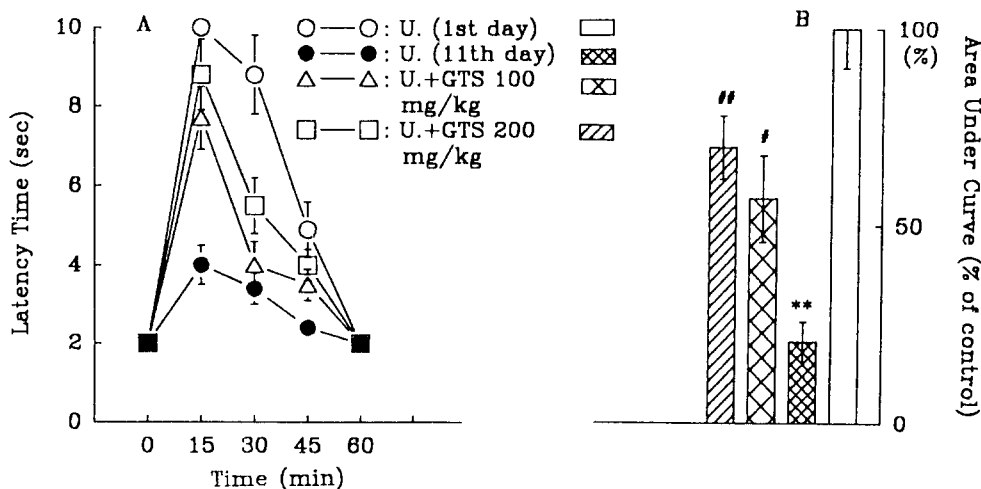 A
B
10
8
6
4
2
0
Latency Time (sec)
0 15 30 45 60
Time (min)
: U. (1st day)
: U. (11th day)
: U.+GTS 100
mg/kg
: U.+GTS 200
mg/kg
##
#
**
100
(%)
50
0
Area Under Curve (% of control)